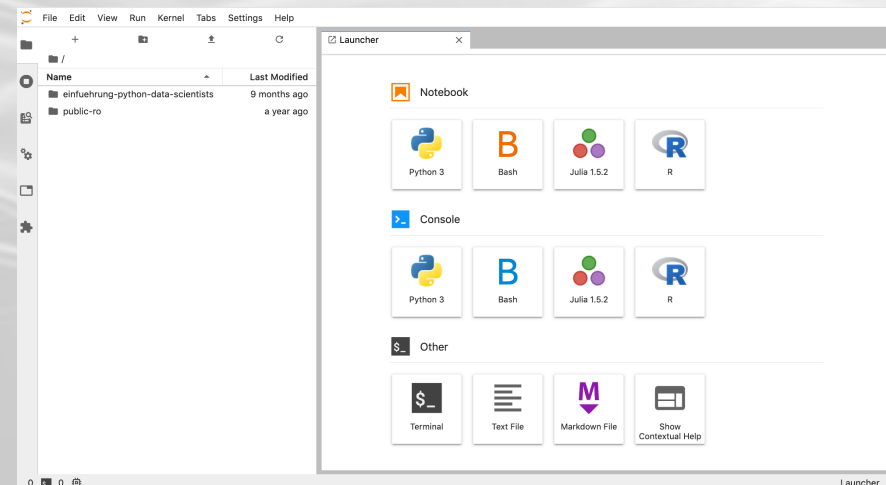 File Edit View Run Kernel Tabs Settings Help
+
Launcher ×
/
Name Last Modified
einfuehrung-python-data-scientists 9 months ago
public-ro a year ago
Notebook
Python 3
B
Bash
Julia 1.5.2
R
R
>_ Console
Python 3
B
Bash
Julia 1.5.2
R
R
$_ Other
$_
Terminal
Text File
M
Markdown File
Show
Contextual Help
0 $_ 0 Launcher